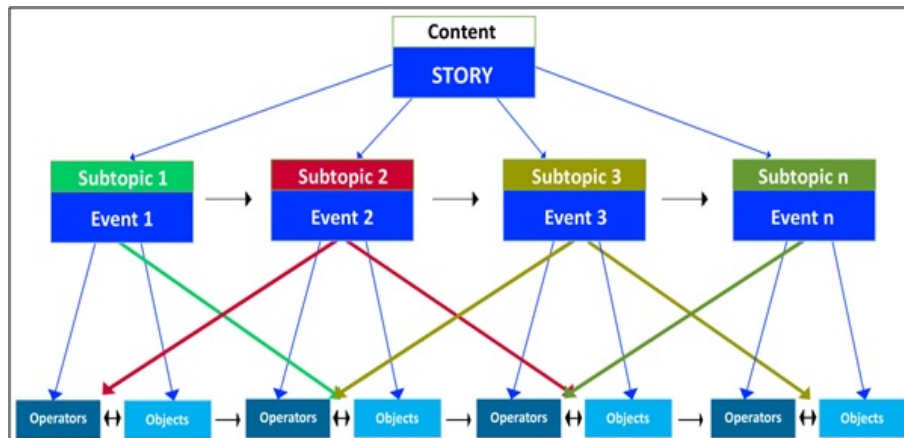 Content
STORY
Subtopic 1 Subtopic 2 Subtopic 3 Subtopic n
Event 1 Event 2 Event 3 Event n
Operators Objects Operators Objects Operators Objects Operators Objects